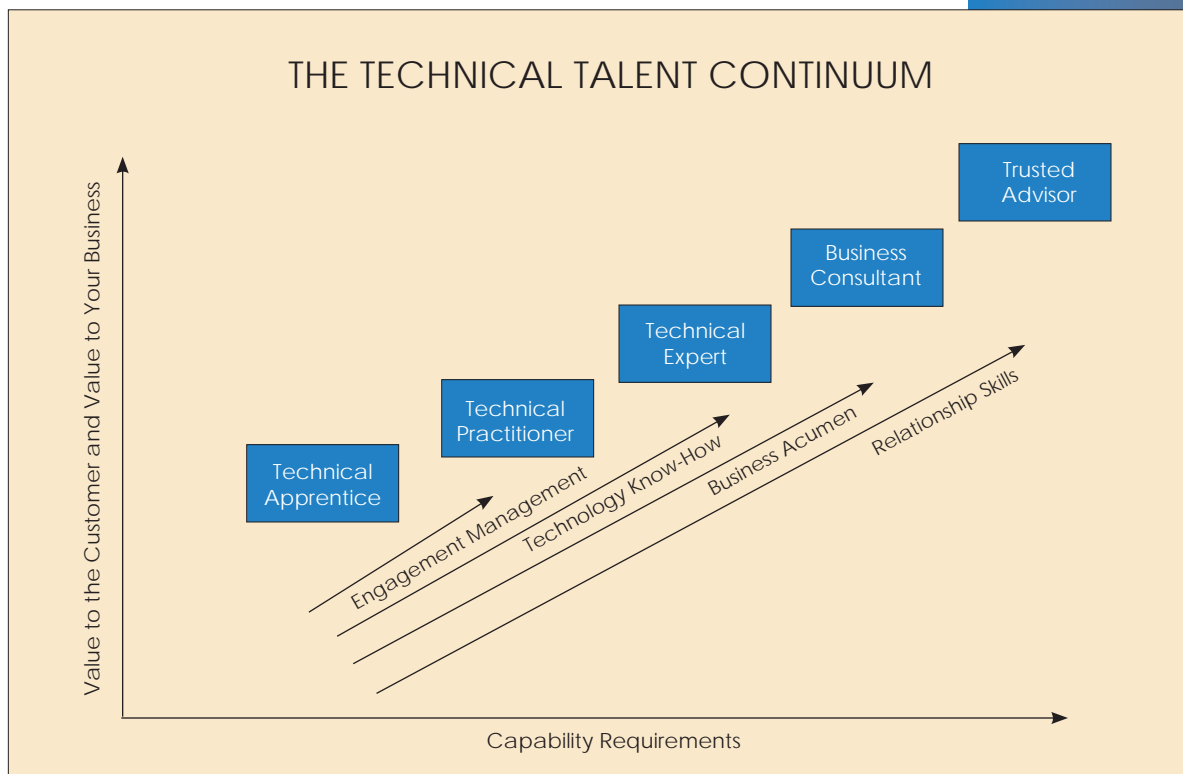 THE TECHNICAL TALENT CONTINUUM
Value to the Customer and Value to Your Business
Trusted
Advisor
Business
Consultant
Technical
Expert
Technical
Practitioner
Technical
Apprentice
Engagement Management
Technology Know-How
Business Acumen
Relationship Skills
Capability Requirements